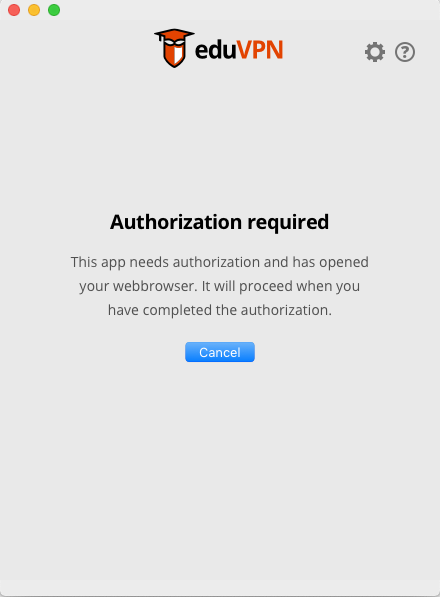 eduVPN
Authorization required
This app needs authorization and has opened
your webbrowser. It will proceed when you
have completed the authorization.
Cancel